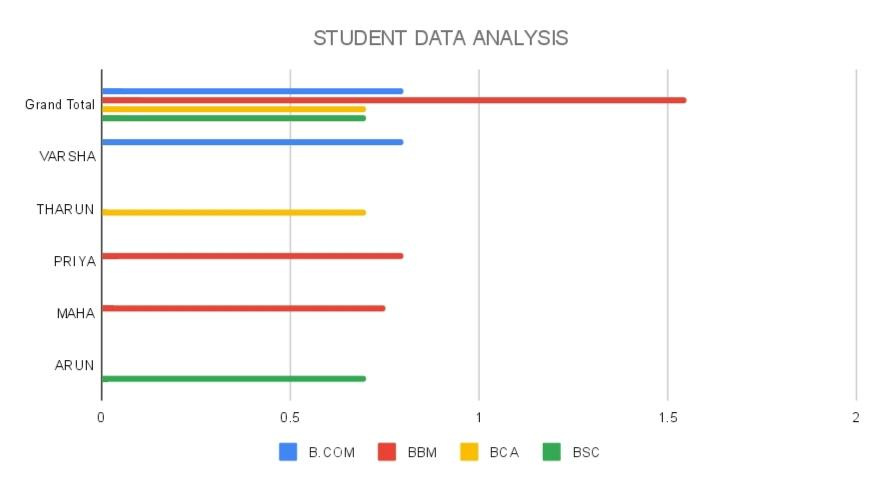 STUDENT DATA ANALYSIS
Grand Total
VARSHA
THARUN
PRIYA
MAHA
ARUN
0 0.5 1 1.5 2
B.COM BBM BCA BSC